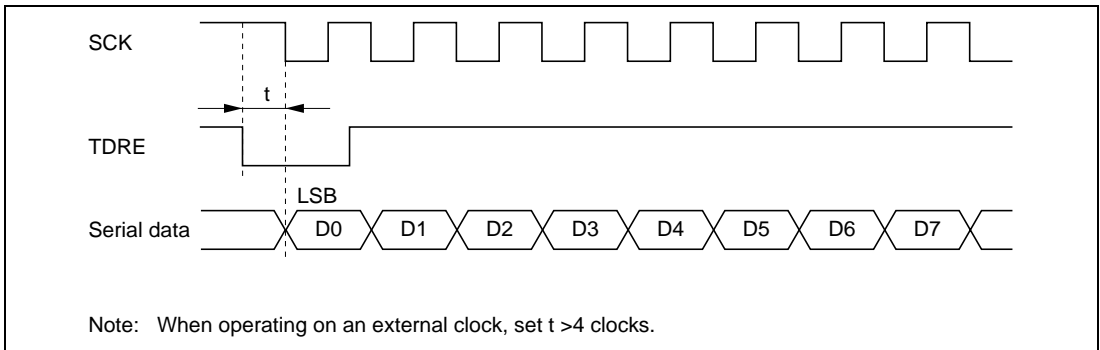 SCK
t
TDRE
LSB
Serial data D0 D1 D2 D3 D4 D5 D6 D7
Note: When operating on an external clock, set t >4 clocks.